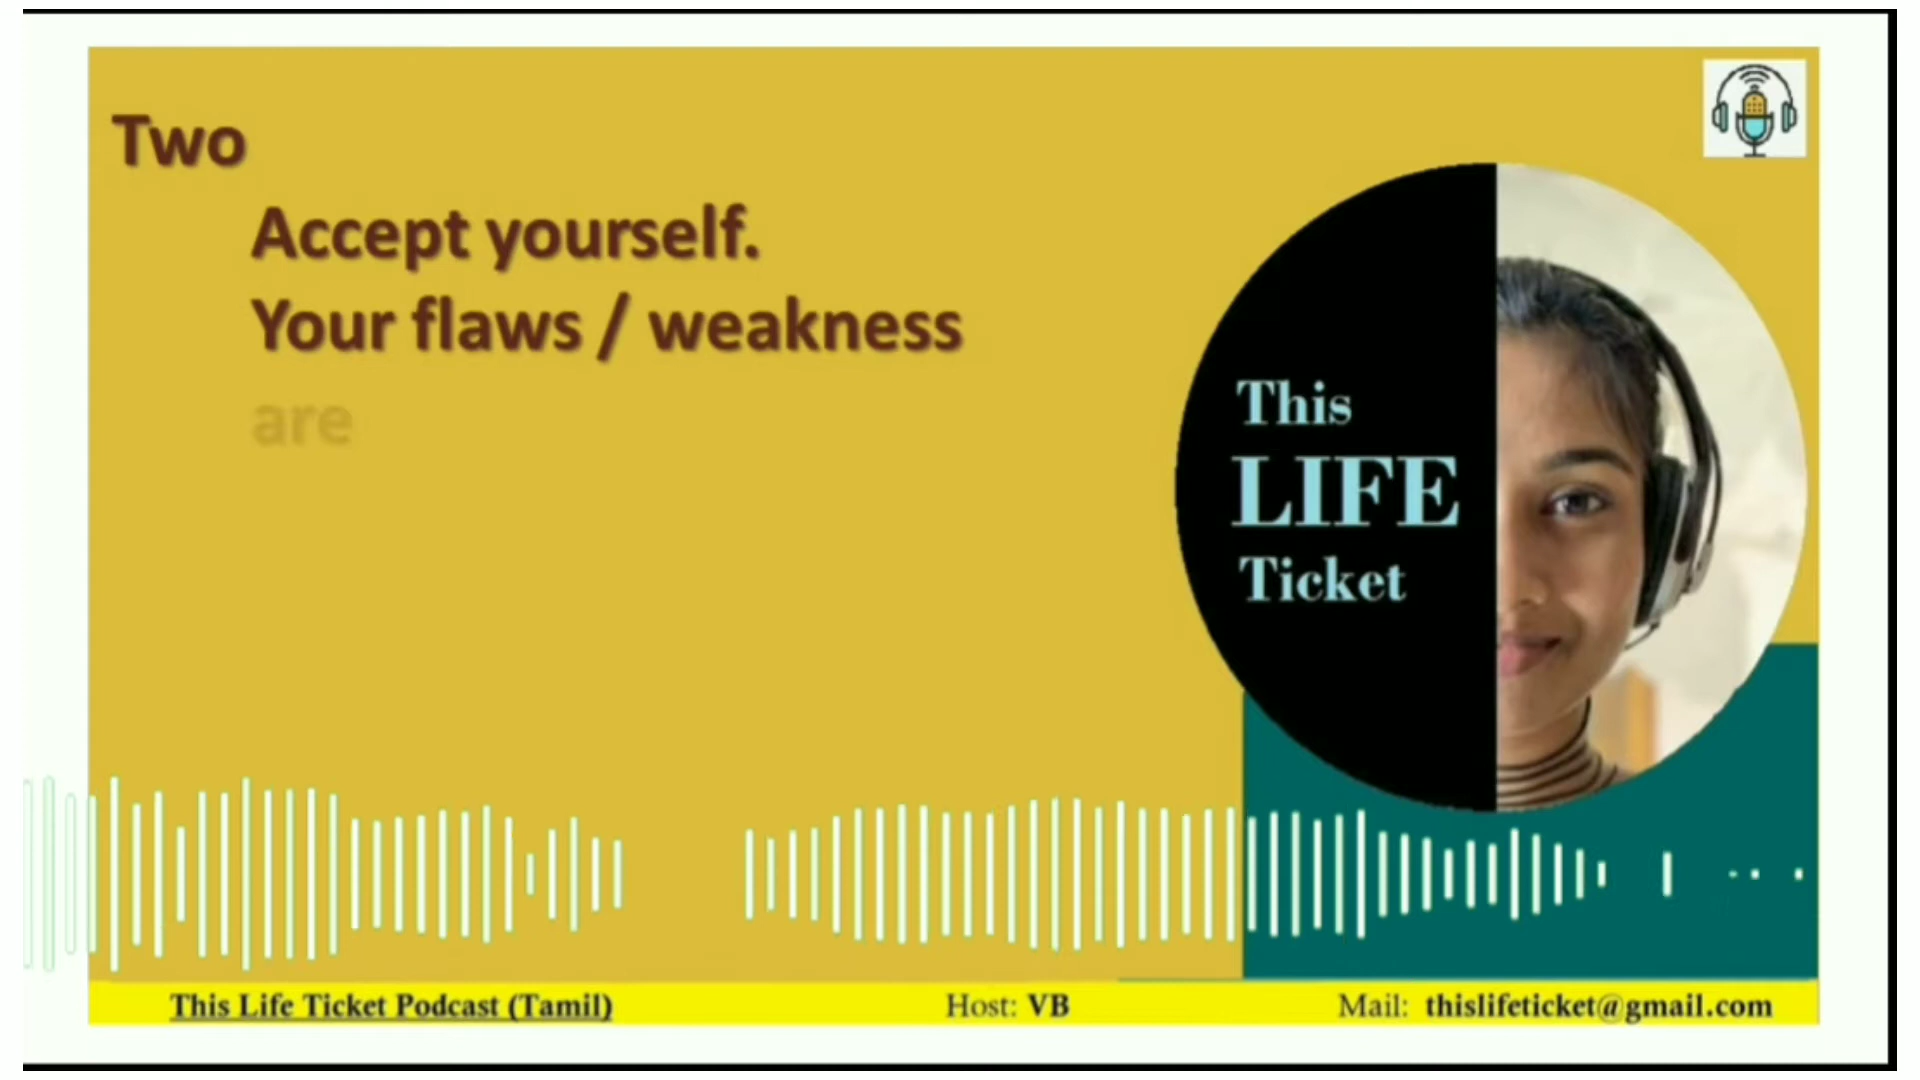 Two
Accept yourself.
Your flaws / weakness
are
This
LIFE
Ticket
This Life Ticket Podcast (Tamil)
Host: VB
Mail: thislifeticket@gmail.com